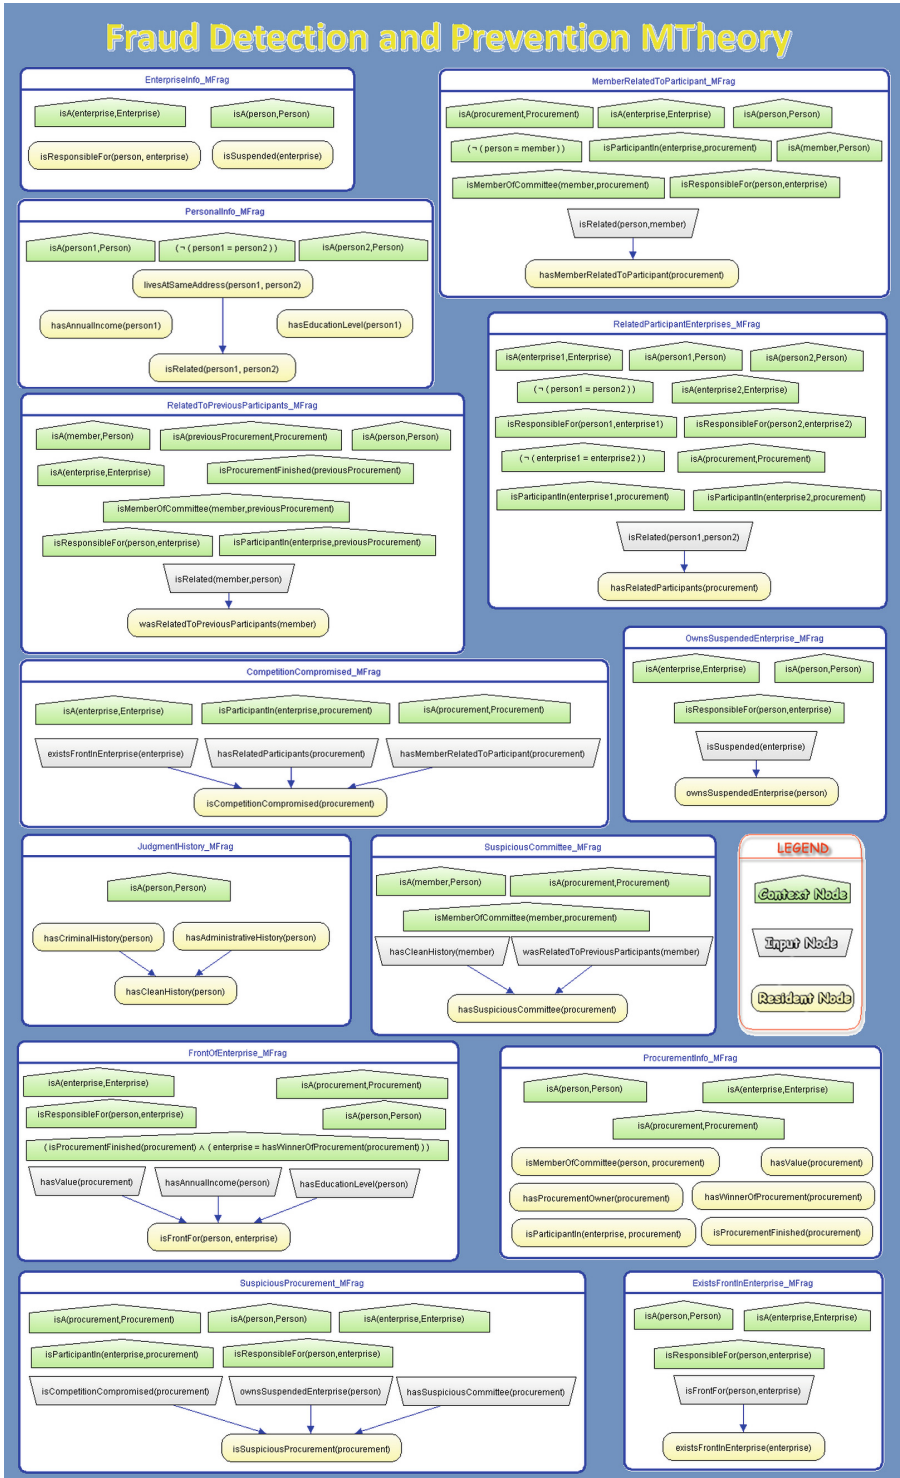 Fraud Detection and Prevention MTheory
EnterpriseInfo_MFrag
isA(enterprise,Enterprise)
isA(person,Person)
isResponsibleFor(person, enterprise)
isSuspended(enterprise)
MemberRelatedToParticipant_MFrag
isA(procurement,Procurement)
isA(enterprise,Enterprise)
isA(person,Person)
( ¬ ( person = member ) )
isParticipantIn(enterprise,procurement)
isA(member,Person)
isMemberOfCommittee(member,procurement)
isResponsibleFor(person,enterprise)
isRelated(person,member)
hasMemberRelatedToParticipant(procurement)
PersonalInfo_MFrag
isA(person1,Person)
( ¬ ( person1 = person2 ) )
isA(person2,Person)
livesAtSameAddress(person1, person2)
hasAnnualIncome(person1)
hasEducationLevel(person1)
isRelated(person1, person2)
RelatedParticipantEnterprises_MFrag
isA(enterprise1,Enterprise)
isA(person1,Person)
isA(person2,Person)
( ¬ ( person1 = person2 ) )
isA(enterprise2,Enterprise)
isResponsibleFor(person1,enterprise1)
isResponsibleFor(person2,enterprise2)
( ¬ ( enterprise1 = enterprise2 ) )
isA(procurement,Procurement)
isParticipantIn(enterprise1,procurement)
isParticipantIn(enterprise2,procurement)
isRelated(person1,person2)
hasRelatedParticipants(procurement)
RelatedToPreviousParticipants_MFrag
isA(member,Person)
isA(previousProcurement,Procurement)
isA(person,Person)
isA(enterprise,Enterprise)
isProcurementFinished(previousProcurement)
isMemberOfCommittee(member,previousProcurement)
isResponsibleFor(person,enterprise)
isParticipantIn(enterprise,previousProcurement)
isRelated(member,person)
wasRelatedToPreviousParticipants(member)
OwnsSuspendedEnterprise_MFrag
isA(enterprise,Enterprise)
isA(person,Person)
isResponsibleFor(person,enterprise)
isSuspended(enterprise)
ownsSuspendedEnterprise(person)
CompetitionCompromised_MFrag
isA(enterprise,Enterprise)
isParticipantIn(enterprise,procurement)
isA(procurement,Procurement)
existsFrontInEnterprise(enterprise)
hasRelatedParticipants(procurement)
hasMemberRelatedToParticipant(procurement)
isCompetitionCompromised(procurement)
JudgmentHistory_MFrag
isA(person,Person)
hasCriminalHistory(person)
hasAdministrativeHistory(person)
hasCleanHistory(person)
SuspiciousCommittee_MFrag
isA(member,Person)
isA(procurement,Procurement)
isMemberOfCommittee(member,procurement)
hasCleanHistory(member)
wasRelatedToPreviousParticipants(member)
hasSuspiciousCommittee(procurement)
LEGEND
Context Node
Input Node
Resident Node
FrontOfEnterprise_MFrag
isA(enterprise,Enterprise)
isA(procurement,Procurement)
isResponsibleFor(person,enterprise)
isA(person,Person)
( isProcurementFinished(procurement) ∧ ( enterprise = hasWinnerOfProcurement(procurement) ) )
hasValue(procurement)
hasAnnualIncome(person)
hasEducationLevel(person)
isFrontFor(person, enterprise)
ProcurementInfo_MFrag
isA(person,Person)
isA(enterprise,Enterprise)
isA(procurement,Procurement)
isMemberOfCommittee(person, procurement)
hasValue(procurement)
hasProcurementOwner(procurement)
hasWinnerOfProcurement(procurement)
isParticipantIn(enterprise, procurement)
isProcurementFinished(procurement)
SuspiciousProcurement_MFrag
isA(procurement,Procurement)
isA(person,Person)
isA(enterprise,Enterprise)
isParticipantIn(enterprise,procurement)
isResponsibleFor(person,enterprise)
isCompetitionCompromised(procurement)
ownsSuspendedEnterprise(person)
hasSuspiciousCommittee(procurement)
isSuspiciousProcurement(procurement)
ExistsFrontInEnterprise_MFrag
isA(person,Person)
isA(enterprise,Enterprise)
isResponsibleFor(person,enterprise)
isFrontFor(person,enterprise)
existsFrontInEnterprise(enterprise)